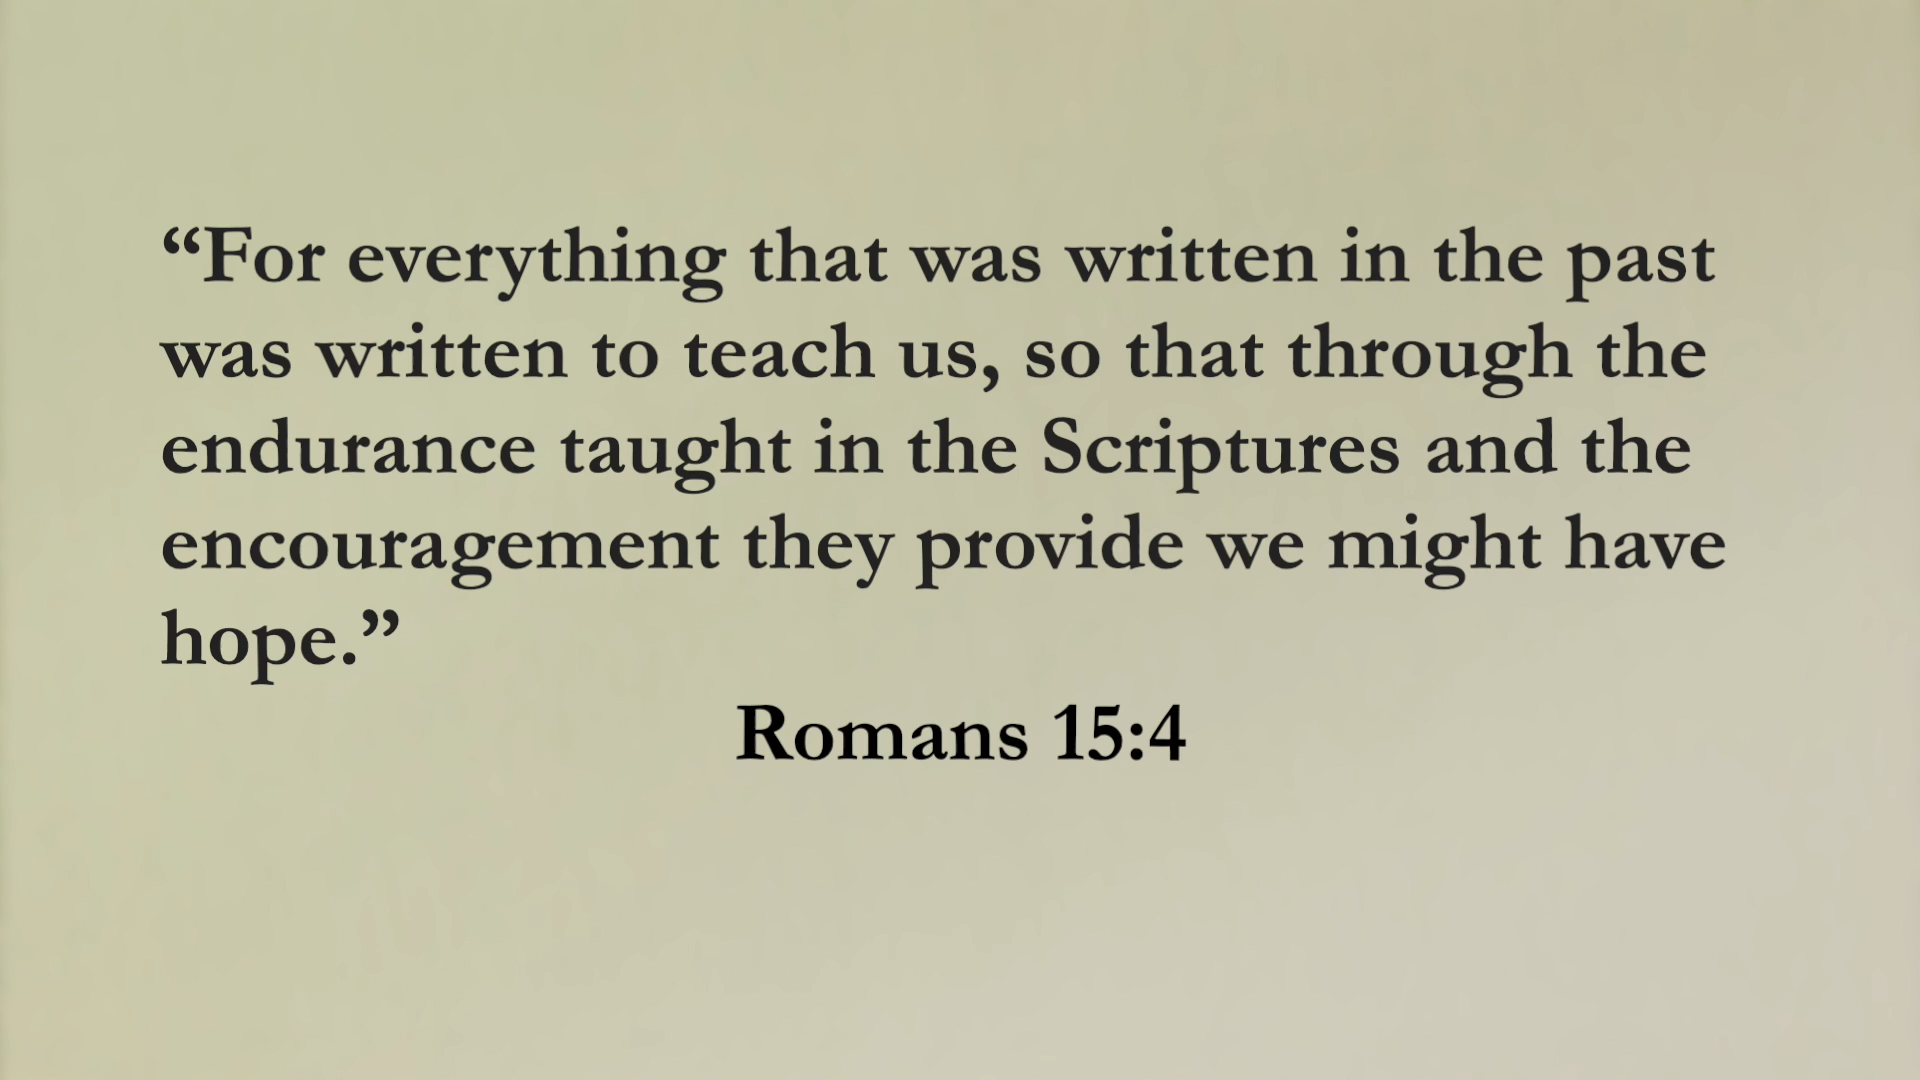 “For everything that was written in the past
was written to teach us, so that through the
endurance taught in the Scriptures and the
encouragement they provide we might have
hope.”
Romans 15:4